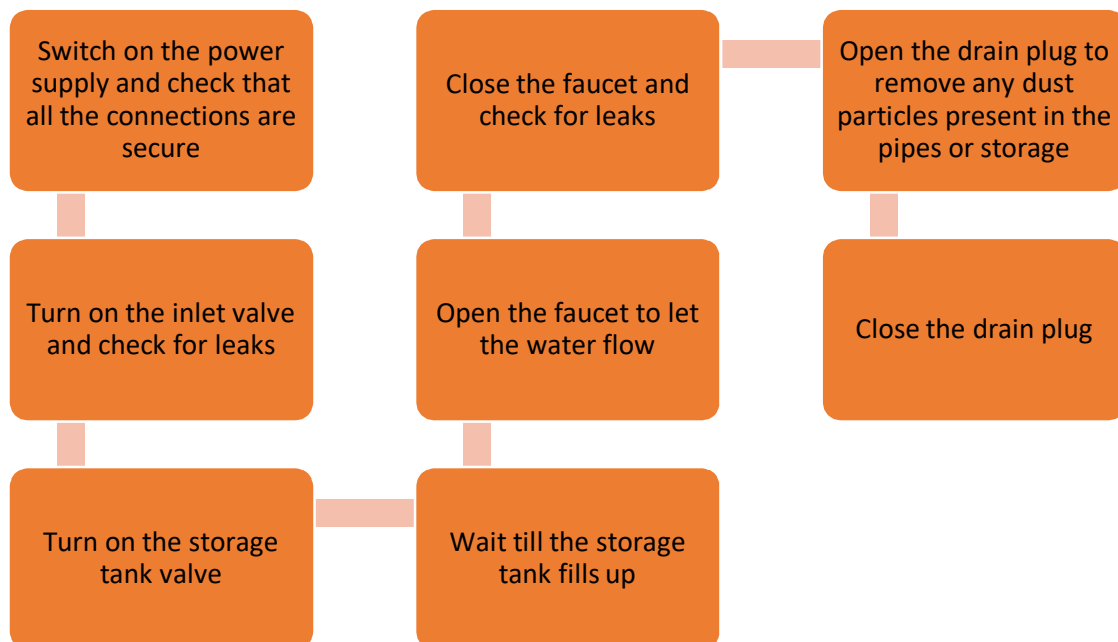 Switch on the power
supply and check that
all the connections are
secure
Turn on the inlet valve
and check for leaks
Turn on the storage
tank valve
Wait till the storage
tank fills up
Open the faucet to let
the water flow
Close the faucet and
check for leaks
Open the drain plug to
remove any dust
particles present in the
pipes or storage
Close the drain plug